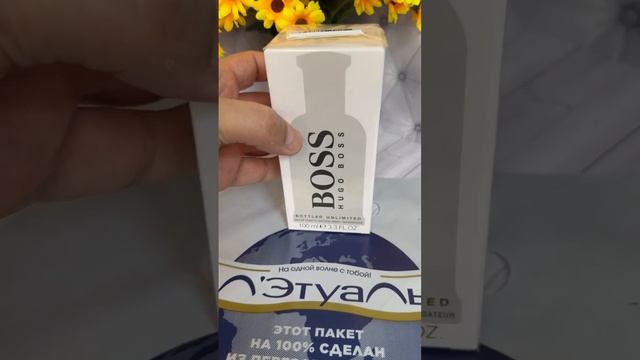 BOSS
HUGO BOSS
BOTTLED UNLIMITED
100 ml e 3.3 FL.OZ.
На одной волне с тобой!
Л'Этуаль
ЭТОТ ПАКЕТ
НА 100% СДЕЛАН